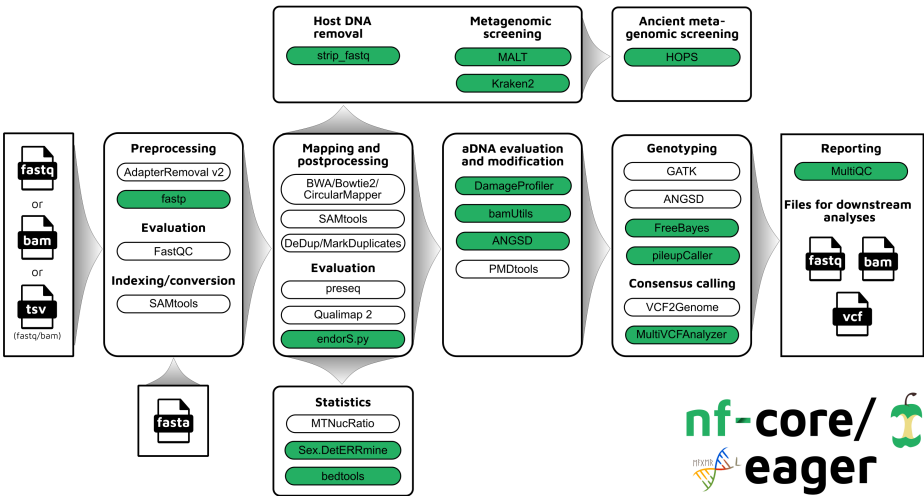 Host DNA
removal
strip_fastq
Metagenomic
screening
MALT
Kraken2
Ancient meta-
genomic screening
HOPS
fastq
or
bam
or
tsv
(fastq/bam)
Preprocessing
AdapterRemoval v2
fastp
Evaluation
FastQC
Indexing/conversion
SAMtools
fasta
Mapping and
postprocessing
BWA/Bowtie2/
CircularMapper
SAMtools
DeDup/MarkDuplicates
Evaluation
preseq
Qualimap 2
endorS.py
Statistics
MTNucRatio
Sex.DetERRmine
bedtools
aDNA evaluation
and modification
DamageProfiler
bamUtils
ANGSD
PMDtools
Genotyping
GATK
ANGSD
FreeBayes
pileupCaller
Consensus calling
VCF2Genome
MultiVCFAnalyzer
Reporting
MultiQC
Files for downstream
analyses
fastq
bam
vcf
nf-core/
eager